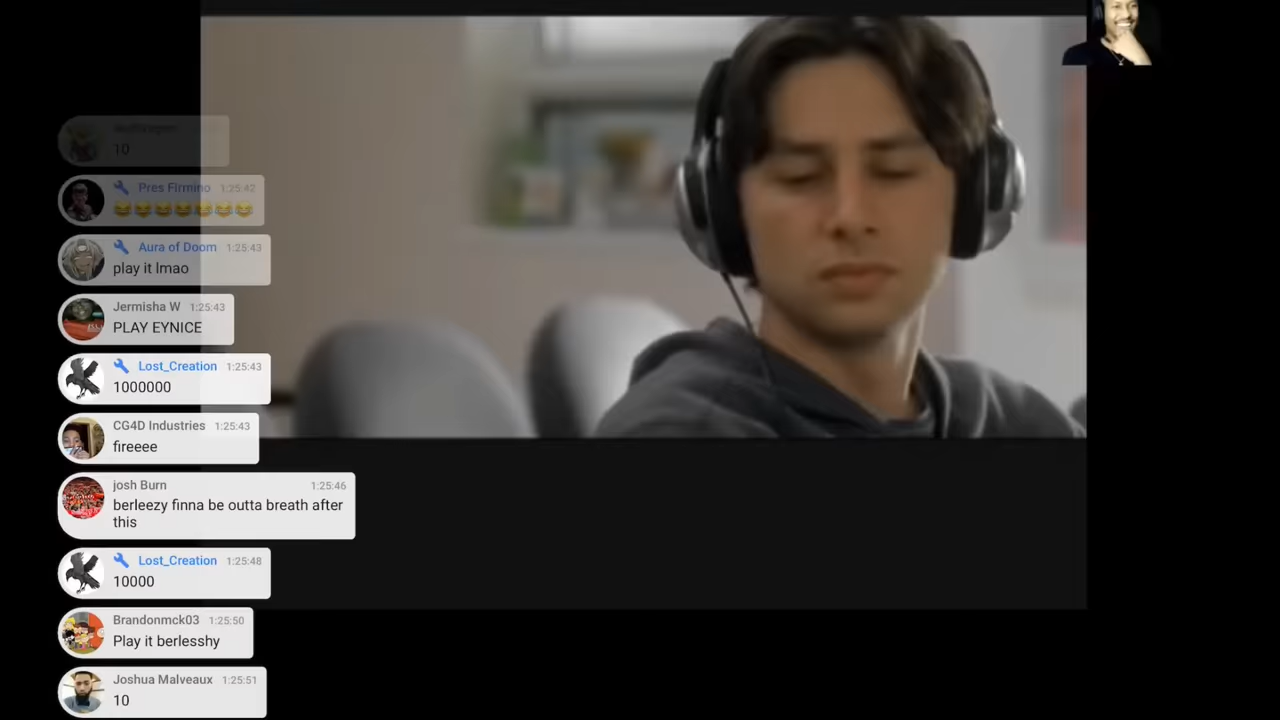 10
Pres Firmino 1:25:42
😂😂😂😂😂😂😂
Aura of Doom 1:25:43
play it lmao
Jermisha W 1:25:43
PLAY EYNICE
Lost_Creation 1:25:43
1000000
CG4D Industries 1:25:43
fireeee
josh Burn 1:25:46
berleezy finna be outta breath after
this
Lost_Creation 1:25:48
10000
Brandonmck03 1:25:50
Play it berlesshy
Joshua Malveaux 1:25:51
10